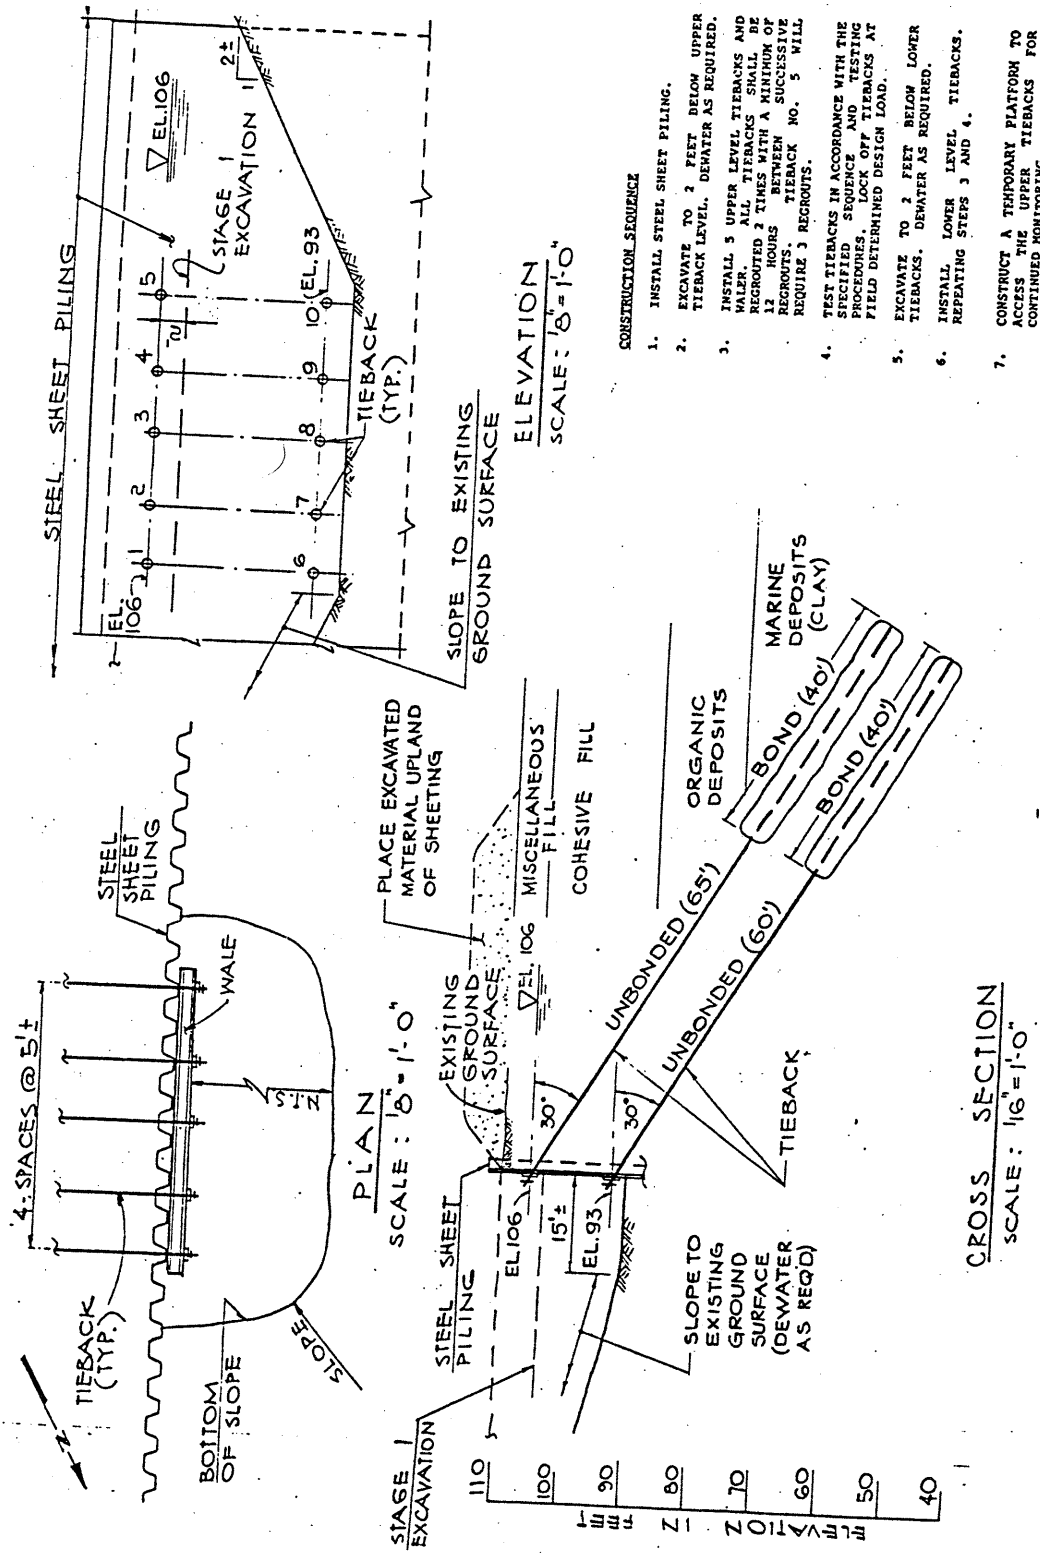 4-SPACES @ 5'±
TIEBACK
(TYP.)
STEEL
SHEET
PILING
WALE
N.T.S.
BOTTOM
OF SLOPE
SLOPE
N
PLAN
SCALE: 1/8" = 1'-0"
STEEL SHEET PILING
EL.
106
1
2
3
4
5
2'
EL.106
STAGE 1
EXCAVATION
2±
1
6
7
8
9
10
(EL.93
TIEBACK
(TYP.)
SLOPE TO EXISTING
GROUND SURFACE
ELEVATION
SCALE: 1/8"=1'-0"
STAGE 1
EXCAVATION
STEEL SHEET
PILING
EXISTING
GROUND
SURFACE
PLACE EXCAVATED
MATERIAL UPLAND
OF SHEETING
EL. 106
MISCELLANEOUS
FILL
COHESIVE FILL
ORGANIC
DEPOSITS
MARINE
DEPOSITS
(CLAY)
EL.106
15'±
EL.93
30°
30°
UNBONDED (65')
BOND (40')
UNBONDED (60')
BOND (40')
TIEBACK
SLOPE TO
EXISTING
GROUND
SURFACE
(DEWATER
AS REQ'D)
110
100
90
80
70
60
50
40
ELEVATION IN FEET
CROSS SECTION
SCALE: 1/16"=1'-0"
CONSTRUCTION SEQUENCE
1. INSTALL STEEL SHEET PILING.
2. EXCAVATE TO 2 FEET BELOW UPPER
TIEBACK LEVEL. DEWATER AS REQUIRED.
3. INSTALL 5 UPPER LEVEL TIEBACKS AND
WALER. ALL TIEBACKS SHALL BE
REGROUTED 2 TIMES WITH A MINIMUM OF
12 HOURS BETWEEN SUCCESSIVE
REGROUTS. TIEBACK NO. 5 WILL
REQUIRE 3 REGROUTS.
4. TEST TIEBACKS IN ACCORDANCE WITH THE
SPECIFIED SEQUENCE AND TESTING
PROCEDURES. LOCK OFF TIEBACKS AT
FIELD DETERMINED DESIGN LOAD.
5. EXCAVATE TO 2 FEET BELOW LOWER
TIEBACKS. DEWATER AS REQUIRED.
6. INSTALL LOWER LEVEL TIEBACKS.
REPEATING STEPS 3 AND 4.
7. CONSTRUCT A TEMPORARY PLATFORM TO
ACCESS THE UPPER TIEBACKS FOR
CONTINUED MONITORING